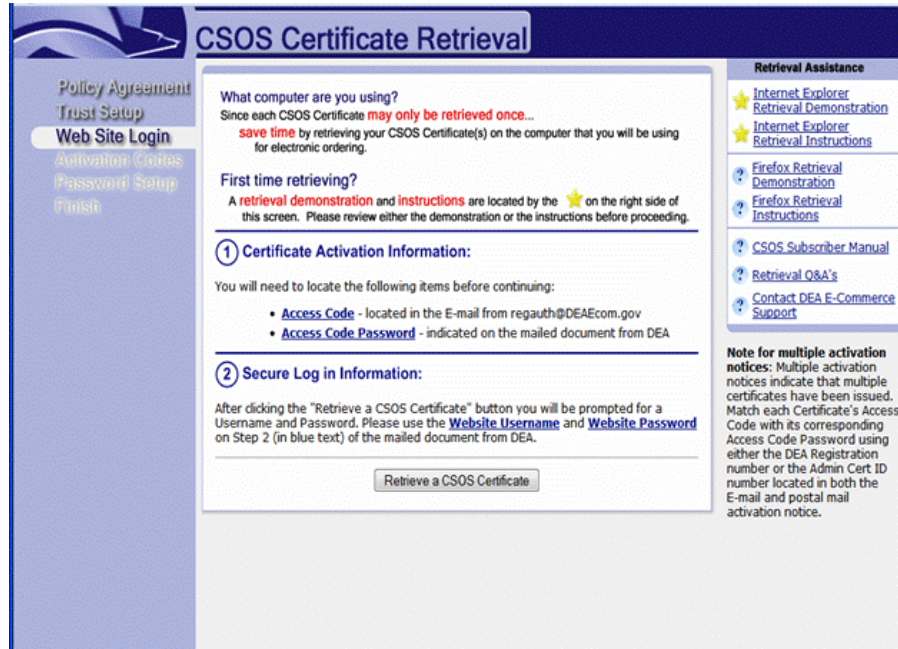 CSOS Certificate Retrieval
Policy Agreement
Trust Setup
Web Site Login
Activation Codes
Password Setup
Finish
What computer are you using?
Since each CSOS Certificate may only be retrieved once...
save time by retrieving your CSOS Certificate(s) on the computer that you will be using
for electronic ordering.
First time retrieving?
A retrieval demonstration and instructions are located by the on the right side of
this screen. Please review either the demonstration or the instructions before proceeding.
1 Certificate Activation Information:
You will need to locate the following items before continuing:
• Access Code - located in the E-mail from regauth@DEAEcom.gov
• Access Code Password - indicated on the mailed document from DEA
2 Secure Log in Information:
After clicking the "Retrieve a CSOS Certificate" button you will be prompted for a
Username and Password. Please use the Website Username and Website Password
on Step 2 (in blue text) of the mailed document from DEA.
Retrieve a CSOS Certificate
Retrieval Assistance
Internet Explorer
Retrieval Demonstration
Internet Explorer
Retrieval Instructions
? Firefox Retrieval
Demonstration
? Firefox Retrieval
Instructions
? CSOS Subscriber Manual
? Retrieval Q&A's
? Contact DEA E-Commerce
Support
Note for multiple activation
notices: Multiple activation
notices indicate that multiple
certificates have been issued.
Match each Certificate's Access
Code with its corresponding
Access Code Password using
either the DEA Registration
number or the Admin Cert ID
number located in both the
E-mail and postal mail
activation notice.